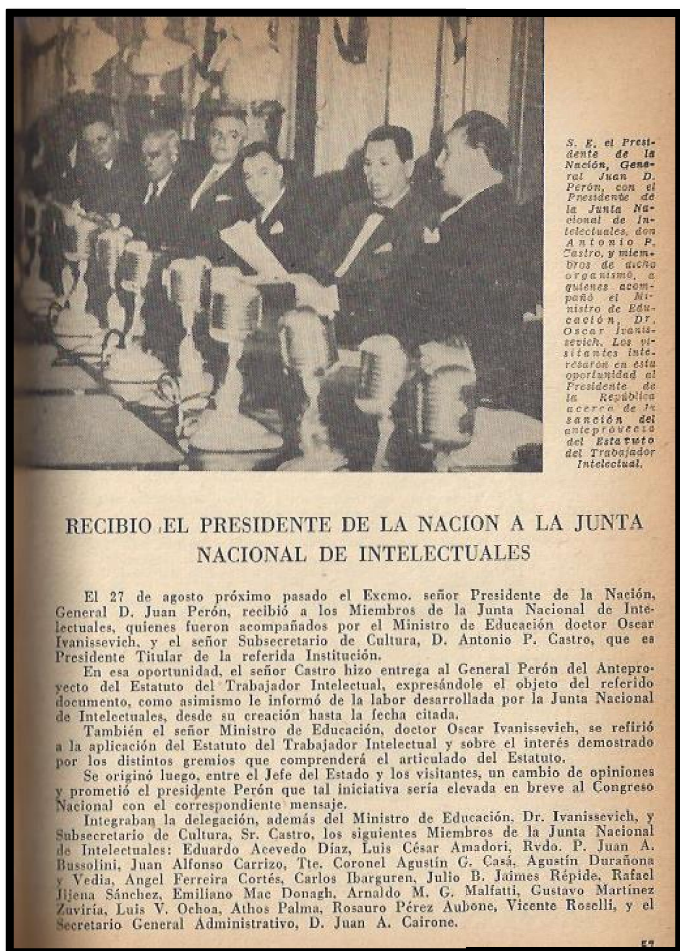 S. E. el Presi-
dente de la
Nación, Gene-
ral Juan D.
Perón, con el
Presidente de
la Junta Na-
cional de In-
telectuales, don
Antonio P.
Castro, y miem-
bros de dicho
organismo, a
quienes acom-
pañó el Mi-
nistro de Edu-
cación, Dr.
Oscar Ivanis-
sevich. Los vi-
sitantes inte-
resaron en esta
oportunidad al
Presidente de
la República
acerca de la
sanción del
anteproyecto
del Estatuto
del Trabajador
Intelectual.
RECIBIO EL PRESIDENTE DE LA NACION A LA JUNTA
NACIONAL DE INTELECTUALES
El 27 de agosto próximo pasado el Excmo. señor Presidente de la Nación,
General D. Juan Perón, recibió a los Miembros de la Junta Nacional de Inte-
lectuales, quienes fueron acompañados por el Ministro de Educación doctor Oscar
Ivanissevich, y el señor Subsecretario de Cultura, D. Antonio P. Castro, que es
Presidente Titular de la referida Institución.
En esa oportunidad, el señor Castro hizo entrega al General Perón del Antepro-
yecto del Estatuto del Trabajador Intelectual, expresándole el objeto del referido
documento, como asimismo le informó de la labor desarrollada por la Junta Nacional
de Intelectuales, desde su creación hasta la fecha citada.
También el señor Ministro de Educación, doctor Oscar Ivanissevich, se refirió
a la aplicación del Estatuto del Trabajador Intelectual y sobre el interés demostrado
por los distintos gremios que comprenderá el articulado del Estatuto.
Se originó luego, entre el Jefe del Estado y los visitantes, un cambio de opiniones
y prometió el presidente Perón que tal iniciativa sería elevada en breve al Congreso
Nacional con el correspondiente mensaje.
Integraban la delegación, además del Ministro de Educación, Dr. Ivanissevich, y
Subsecretario de Cultura, Sr. Castro, los siguientes Miembros de la Junta Nacional
de Intelectuales: Eduardo Acevedo Díaz, Luis César Amadori, Rvdo. P. Juan A.
Bussolini, Juan Alfonso Carrizo, Tte. Coronel Agustín G. Casá, Agustín Durañona
y Vedia, Angel Ferreira Cortés, Carlos Ibarguren, Julio B. Jaimes Répide, Rafael
Jijena Sánchez, Emiliano Mac Donagh, Arnaldo M. G. Malfatti, Gustavo Martínez
Zuviría, Luis V. Ochoa, Athos Palma, Rosauro Pérez Aubone, Vicente Roselli, y el
Secretario General Administrativo, D. Juan A. Cairone.
57